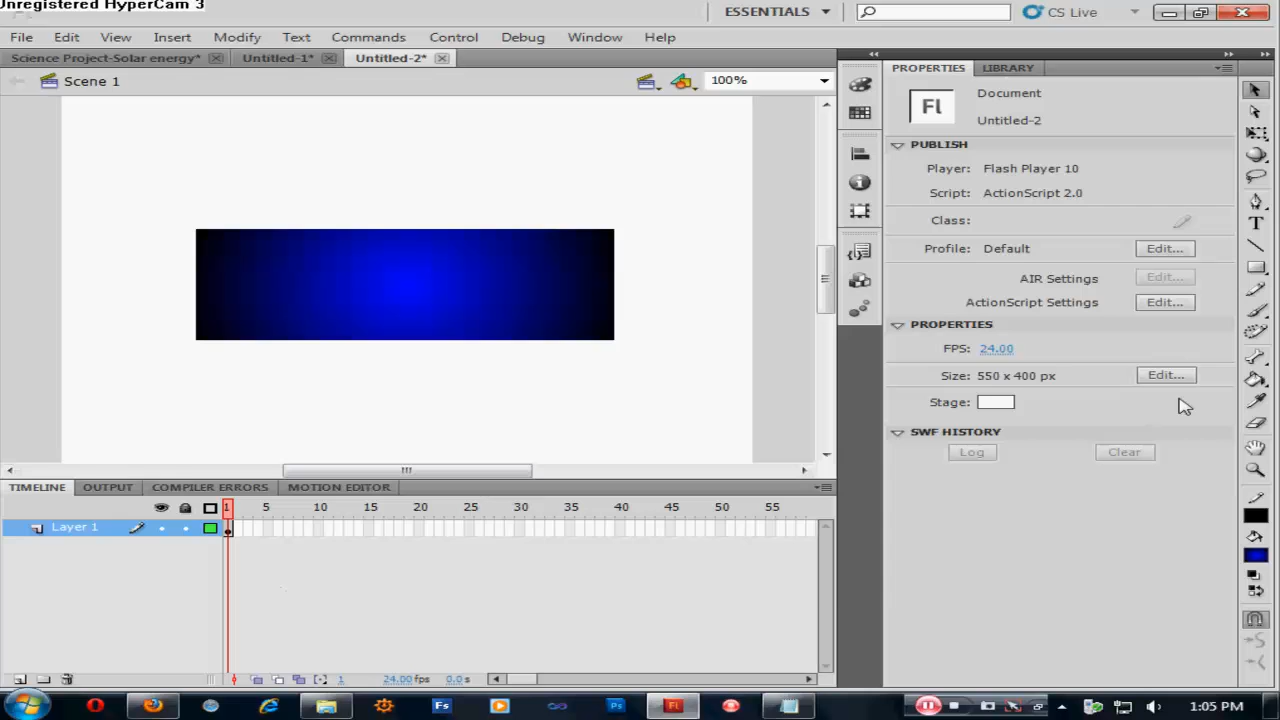 Unregistered HyperCam 3
ESSENTIALS
CS Live
File Edit View Insert Modify Text Commands Control Debug Window Help
Science Project-Solar energy* Untitled-1* Untitled-2*
PROPERTIES LIBRARY
Scene 1
100%
Fl
Document
Untitled-2
PUBLISH
Player: Flash Player 10
Script: ActionScript 2.0
Class:
Profile: Default Edit...
AIR Settings Edit...
ActionScript Settings Edit...
PROPERTIES
FPS: 24.00
Size: 550 x 400 px Edit...
Stage:
SWF HISTORY
Log Clear
TIMELINE OUTPUT COMPILER ERRORS MOTION EDITOR
1 5 10 15 20 25 30 35 40 45 50 55
Layer 1
1 24.00 fps 0.0 s
Fs Ps Fl
1:05 PM